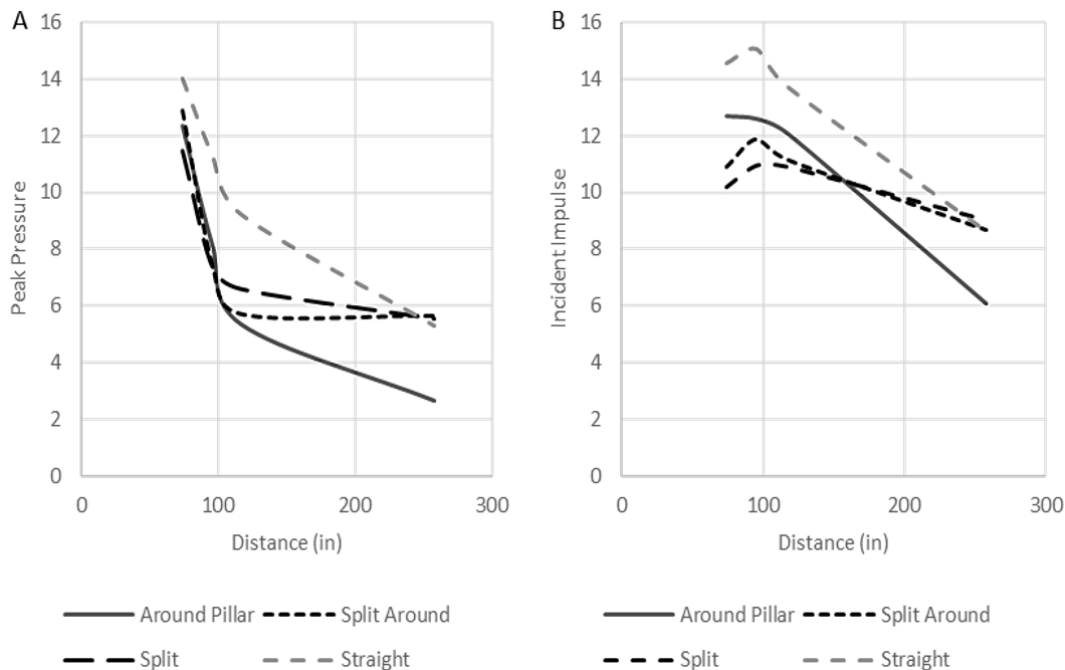 A
16
14
12
10
8
6
4
2
0
Peak Pressure
0 100 200 300
Distance (in)
Around Pillar Split Around
Split Straight
B
16
14
12
10
8
6
4
2
0
Incident Impulse
0 100 200 300
Distance (in)
Around Pillar Split Around
Split Straight